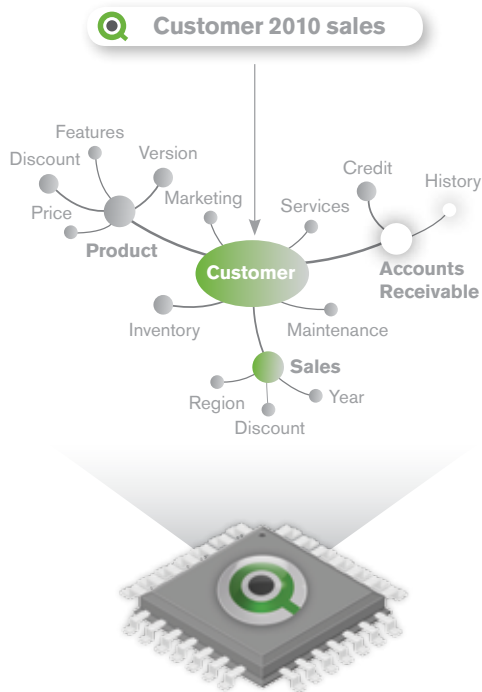 Customer 2010 sales
Features
Discount
Version
Credit
History
Price
Marketing
Services
Product
Customer
Accounts
Receivable
Inventory
Maintenance
Sales
Region
Year
Discount